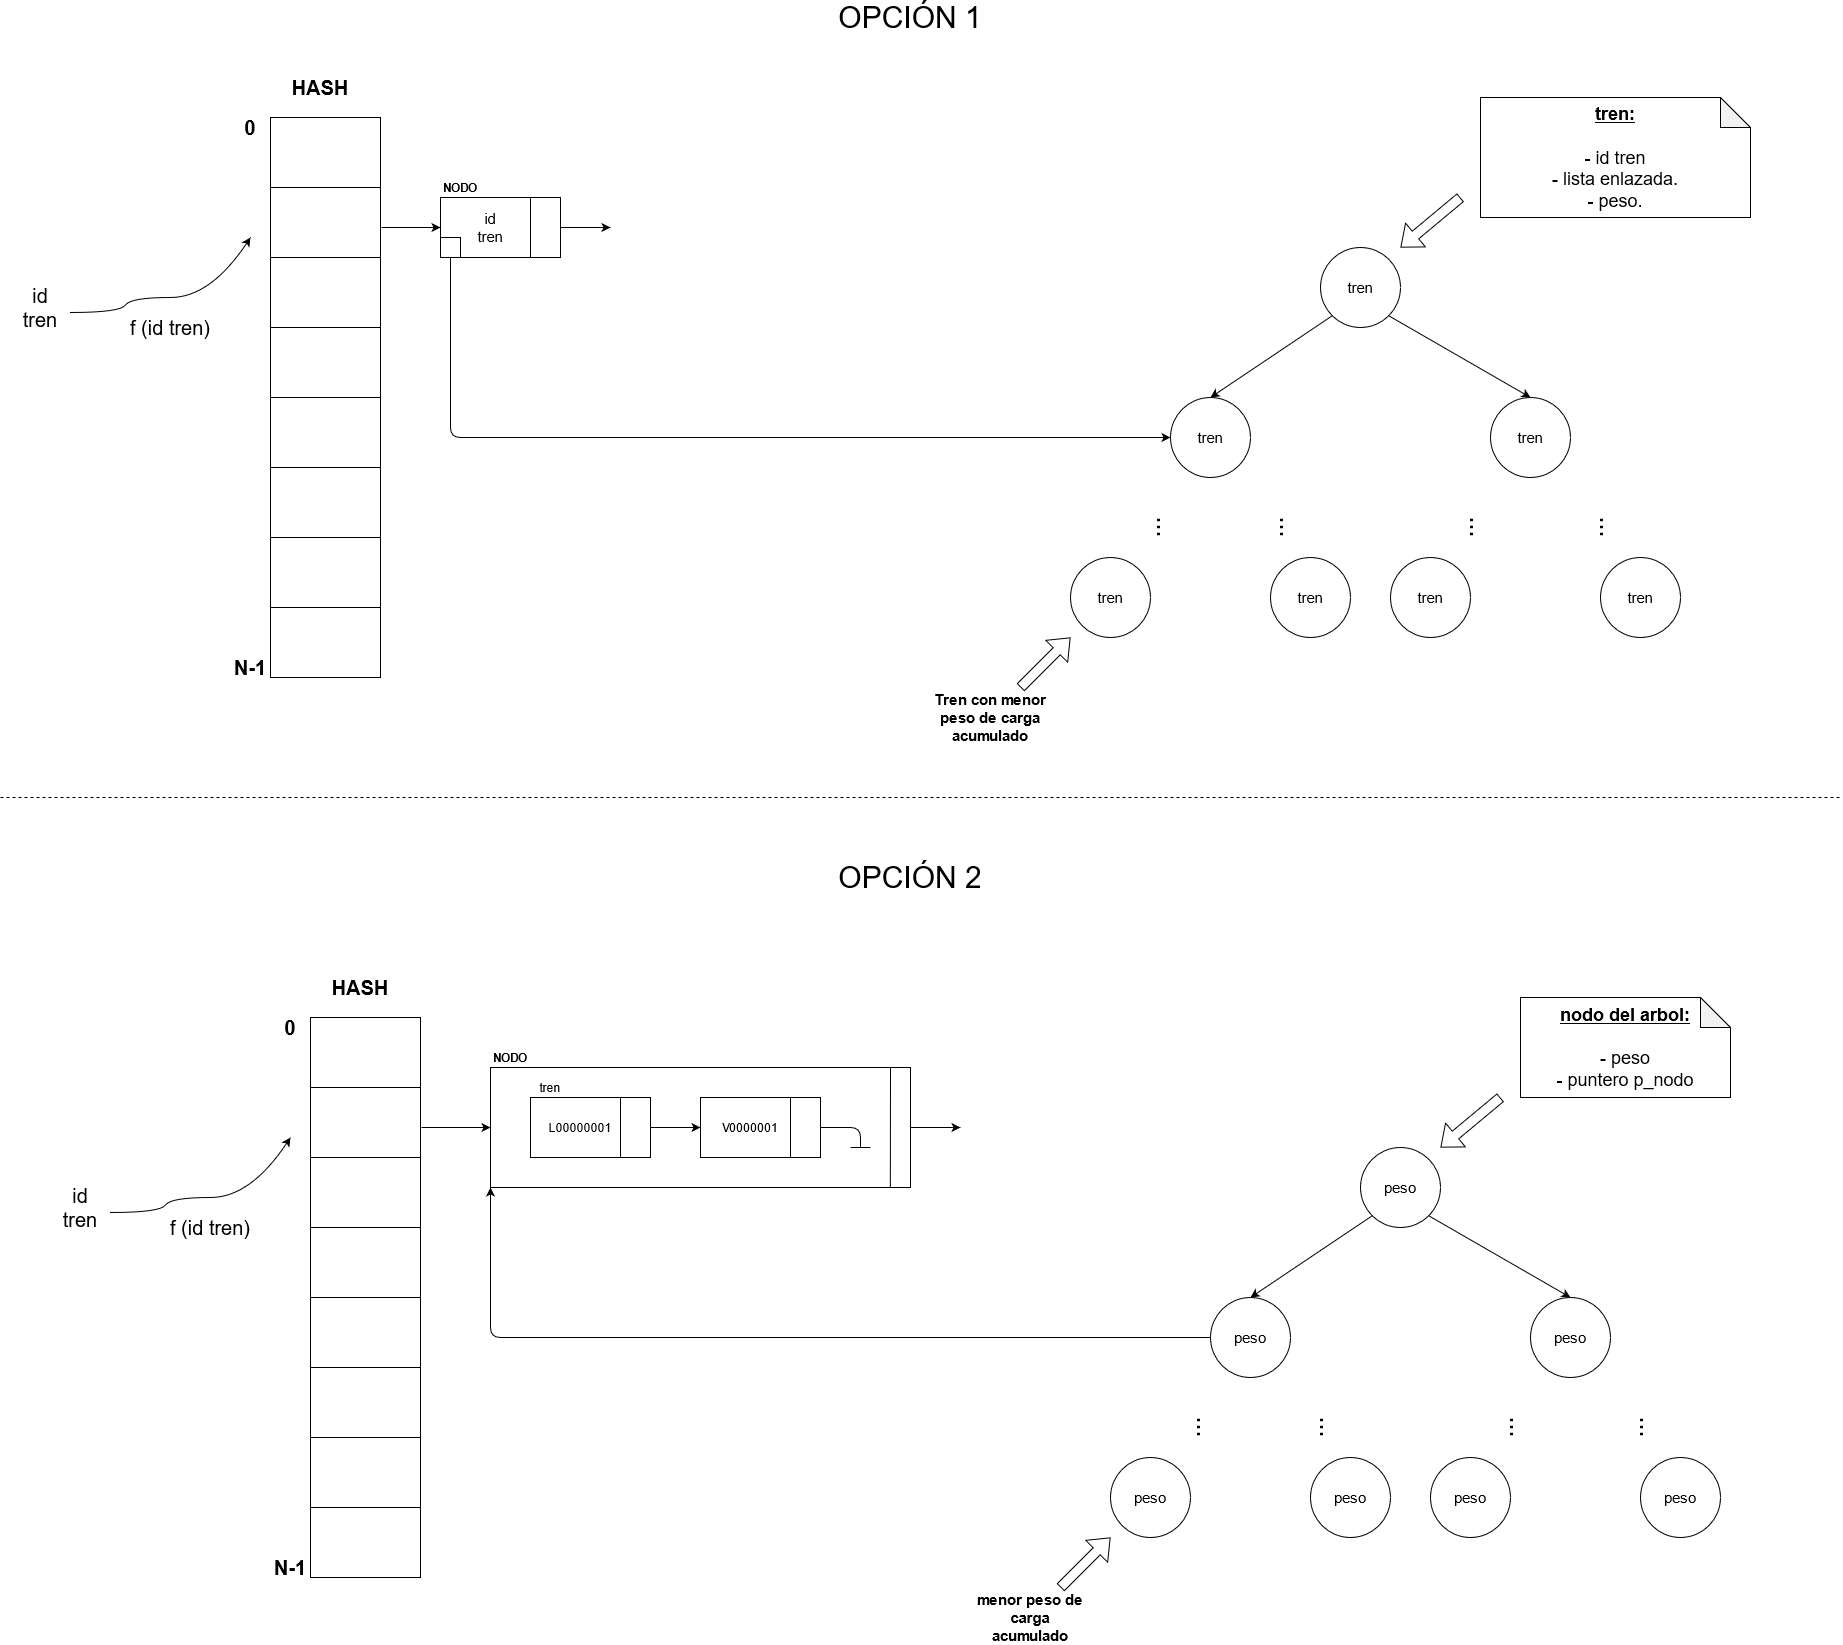 OPCIÓN 1
HASH
0
N-1
id
tren
f (id tren)
NODO
id
tren
tren:
- id tren
- lista enlazada.
- peso.
tren
tren
tren
tren
tren
tren
tren
Tren con menor
peso de carga
acumulado
OPCIÓN 2
HASH
0
N-1
id
tren
f (id tren)
NODO
tren
L00000001
V0000001
nodo del arbol:
- peso
- puntero p_nodo
peso
peso
peso
peso
peso
peso
peso
menor peso de
carga
acumulado